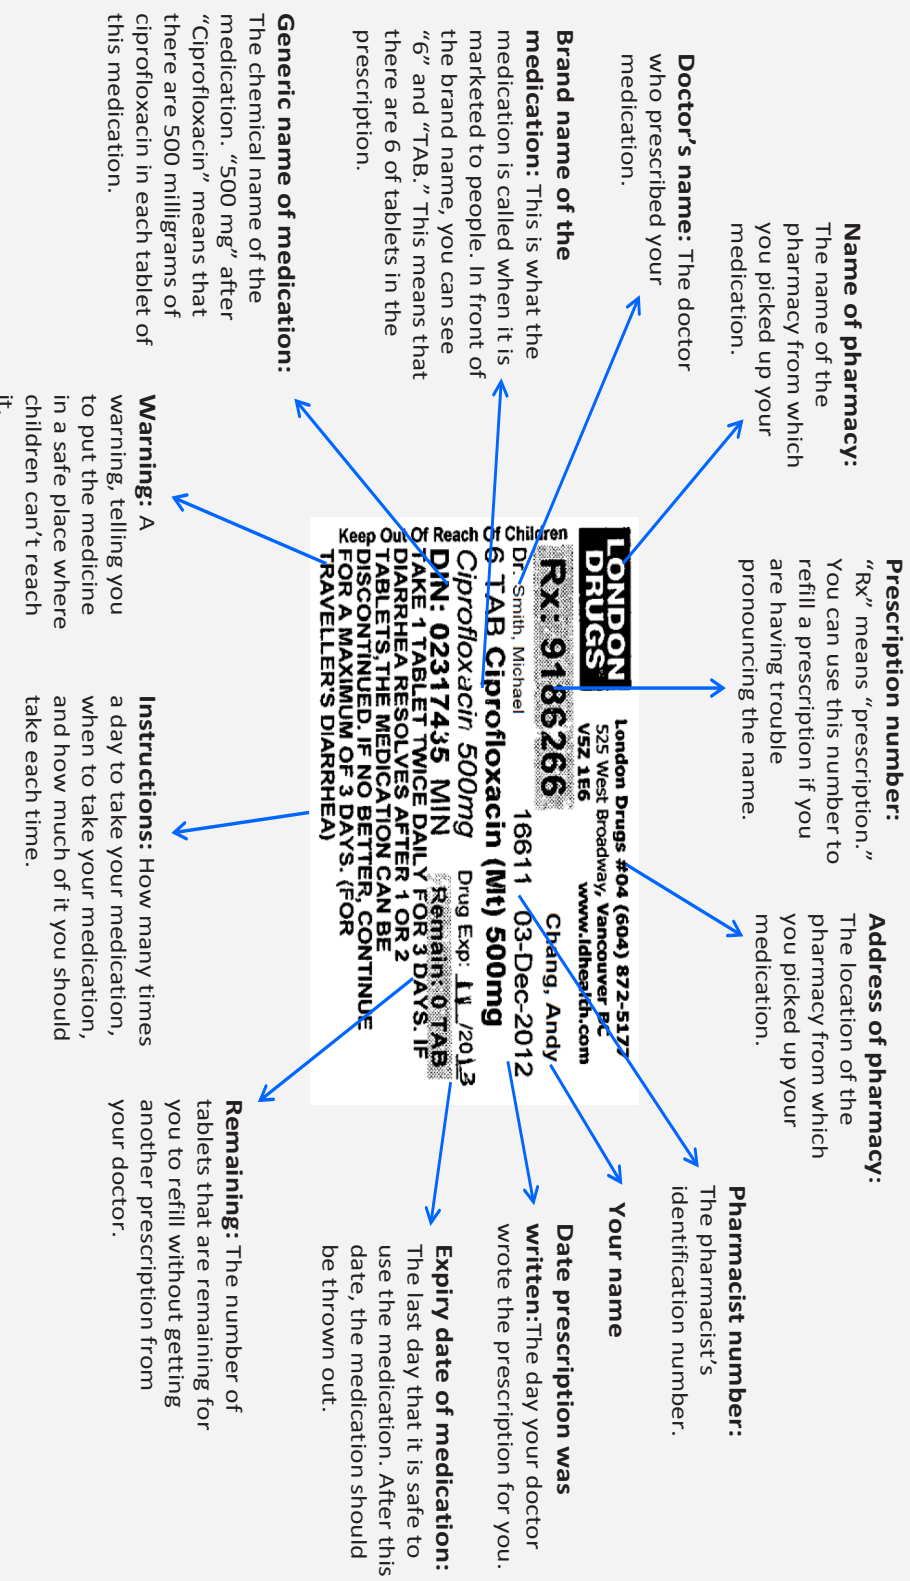 Name of pharmacy:
The name of the
pharmacy from which
you picked up your
medication.
Prescription number:
“Rx” means “prescription.”
You can use this number to
refill a prescription if you
are having trouble
pronouncing the name.
Address of pharmacy:
The location of the
pharmacy from which
you picked up your
medication.
Pharmacist number:
The pharmacist’s
identification number.
Doctor’s name: The doctor
who prescribed your
medication.
Brand name of the
medication: This is what the
medication is called when it is
marketed to people. In front of
the brand name, you can see
“6” and “TAB.” This means that
there are 6 of tablets in the
prescription.
Generic name of medication:
The chemical name of the
medication. “500 mg” after
“Ciprofloxacin” means that
there are 500 milligrams of
ciprofloxacin in each tablet of
this medication.
LONDON
DRUGS
London Drugs #04 (604) 872-5177
525 West Broadway, Vancouver BC
V5Z 1E6 www.ldhealth.com
Rx: 9186266 Chang, Andy
Dr. Smith, Michael 16611 03-Dec-2012
6 TAB Ciprofloxacin (Mt) 500mg
Ciprofloxacin 500mg Drug Exp: 11/2013
DIN: 02317435 MIN Remain: 0 TAB
TAKE 1 TABLET TWICE DAILY FOR 3 DAYS. IF
DIARRHEA RESOLVES AFTER 1 OR 2
TABLETS,THE MEDICATION CAN BE
DISCONTINUED. IF NO BETTER, CONTINUE
FOR A MAXIMUM OF 3 DAYS. (FOR
TRAVELLER'S DIARRHEA)
Keep Out Of Reach Of Children
Your name
Date prescription was
written:The day your doctor
wrote the prescription for you.
Expiry date of medication:
The last day that it is safe to
use the medication. After this
date, the medication should
be thrown out.
Warning: A
warning, telling you
to put the medicine
in a safe place where
children can’t reach
it.
Instructions: How many times
a day to take your medication,
when to take your medication,
and how much of it you should
take each time.
Remaining: The number of
tablets that are remaining for
you to refill without getting
another prescription from
your doctor.